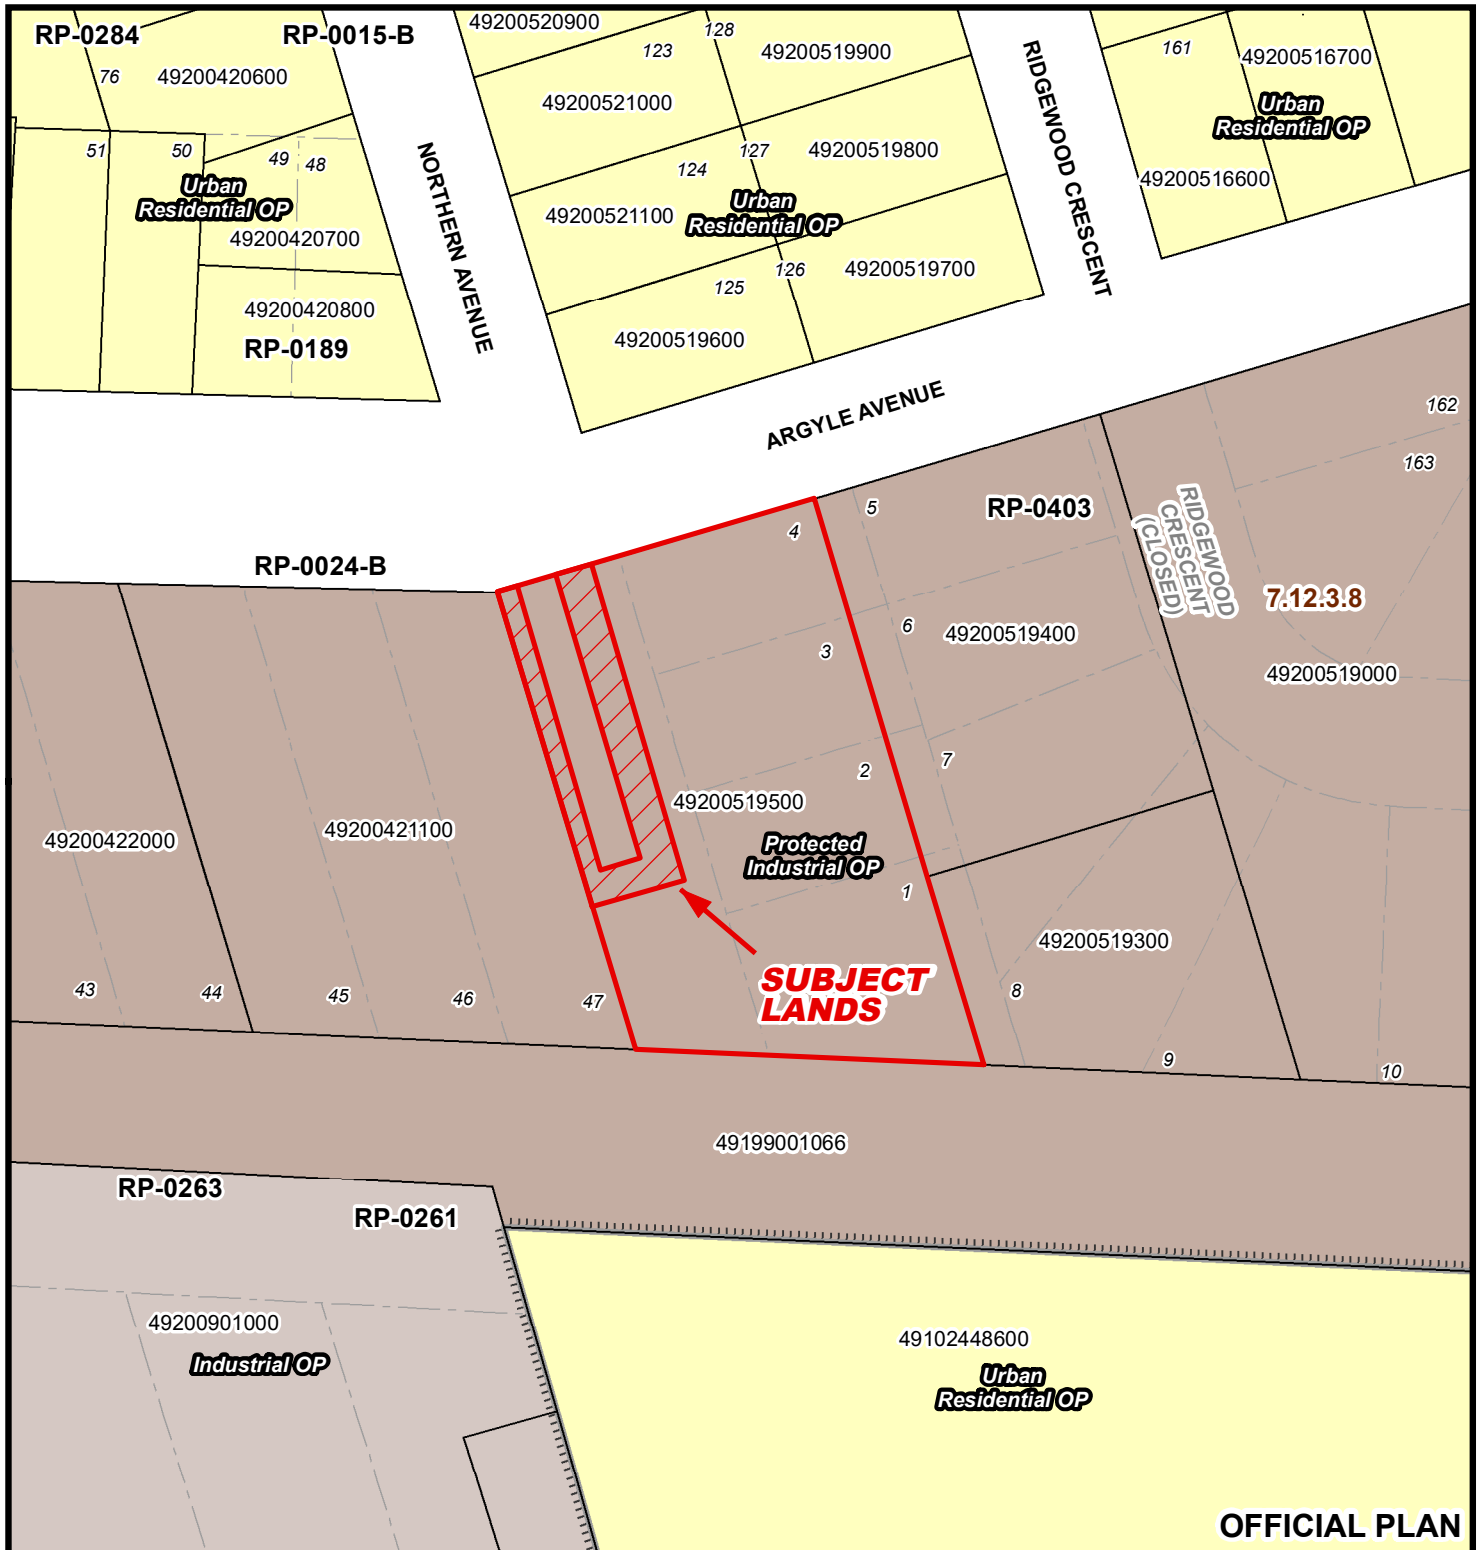 RP-0284
RP-0015-B
49200520900
128
123
49200519900
161
49200516700
76
49200420600
49200521000
Urban
Residential OP
51
50
49
48
NORTHERN AVENUE
124
127
49200519800
RIDGEWOOD CRESCENT
49200516600
Urban
Residential OP
49200521100
Urban
Residential OP
49200420700
125
126
49200519700
49200420800
RP-0189
49200519600
ARGYLE AVENUE
162
163
4
5
RP-0403
RIDGEWOOD
CRESCENT
(CLOSED)
RP-0024-B
7.12.3.8
3
6
49200519400
49200519000
2
7
49200519500
49200422000
49200421100
Protected
Industrial OP
1
49200519300
SUBJECT
LANDS
43
44
45
46
47
8
9
10
49199001066
RP-0263
RP-0261
49200901000
Industrial OP
49102448600
Urban
Residential OP
OFFICIAL PLAN